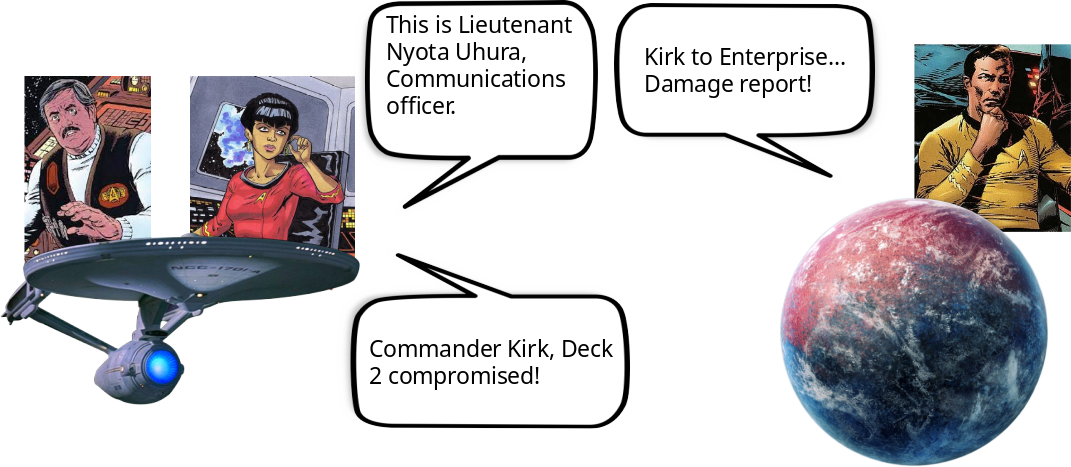 This is Lieutenant
Nyota Uhura,
Communications
officer.
Kirk to Enterprise...
Damage report!
NCC-1701-A
Commander Kirk, Deck
2 compromised!